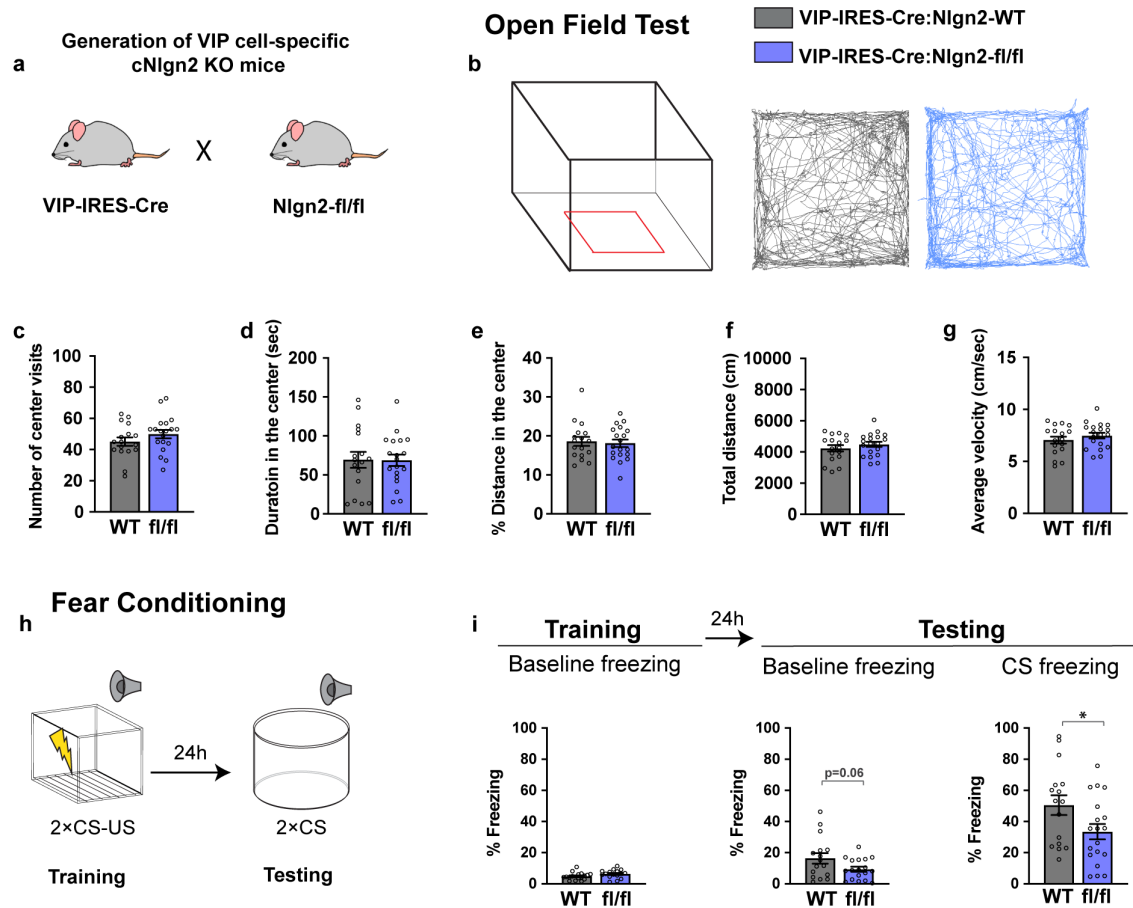 Generation of VIP cell-specific
cNlgn2 KO mice
a
VIP-IRES-Cre
X
Nlgn2-fl/fl
Open Field Test
b
VIP-IRES-Cre:Nlgn2-WT
VIP-IRES-Cre:Nlgn2-fl/fl
c
Number of center visits
100
80
60
40
20
0
WT fl/fl
d
Duratoin in the center (sec)
200
150
100
50
0
WT fl/fl
e
% Distance in the center
40
30
20
10
0
WT fl/fl
f
Total distance (cm)
10000
8000
6000
4000
2000
0
WT fl/fl
g
Average velocity (cm/sec)
15
10
5
0
WT fl/fl
Fear Conditioning
h
24h
2×CS-US
2×CS
Training
Testing
i
Training
24h
Testing
Baseline freezing
Baseline freezing
CS freezing
% Freezing
100
80
60
40
20
0
WT fl/fl
% Freezing
100
80
60
40
20
0
p=0.06
WT fl/fl
% Freezing
100
80
60
40
20
0
*
WT fl/fl